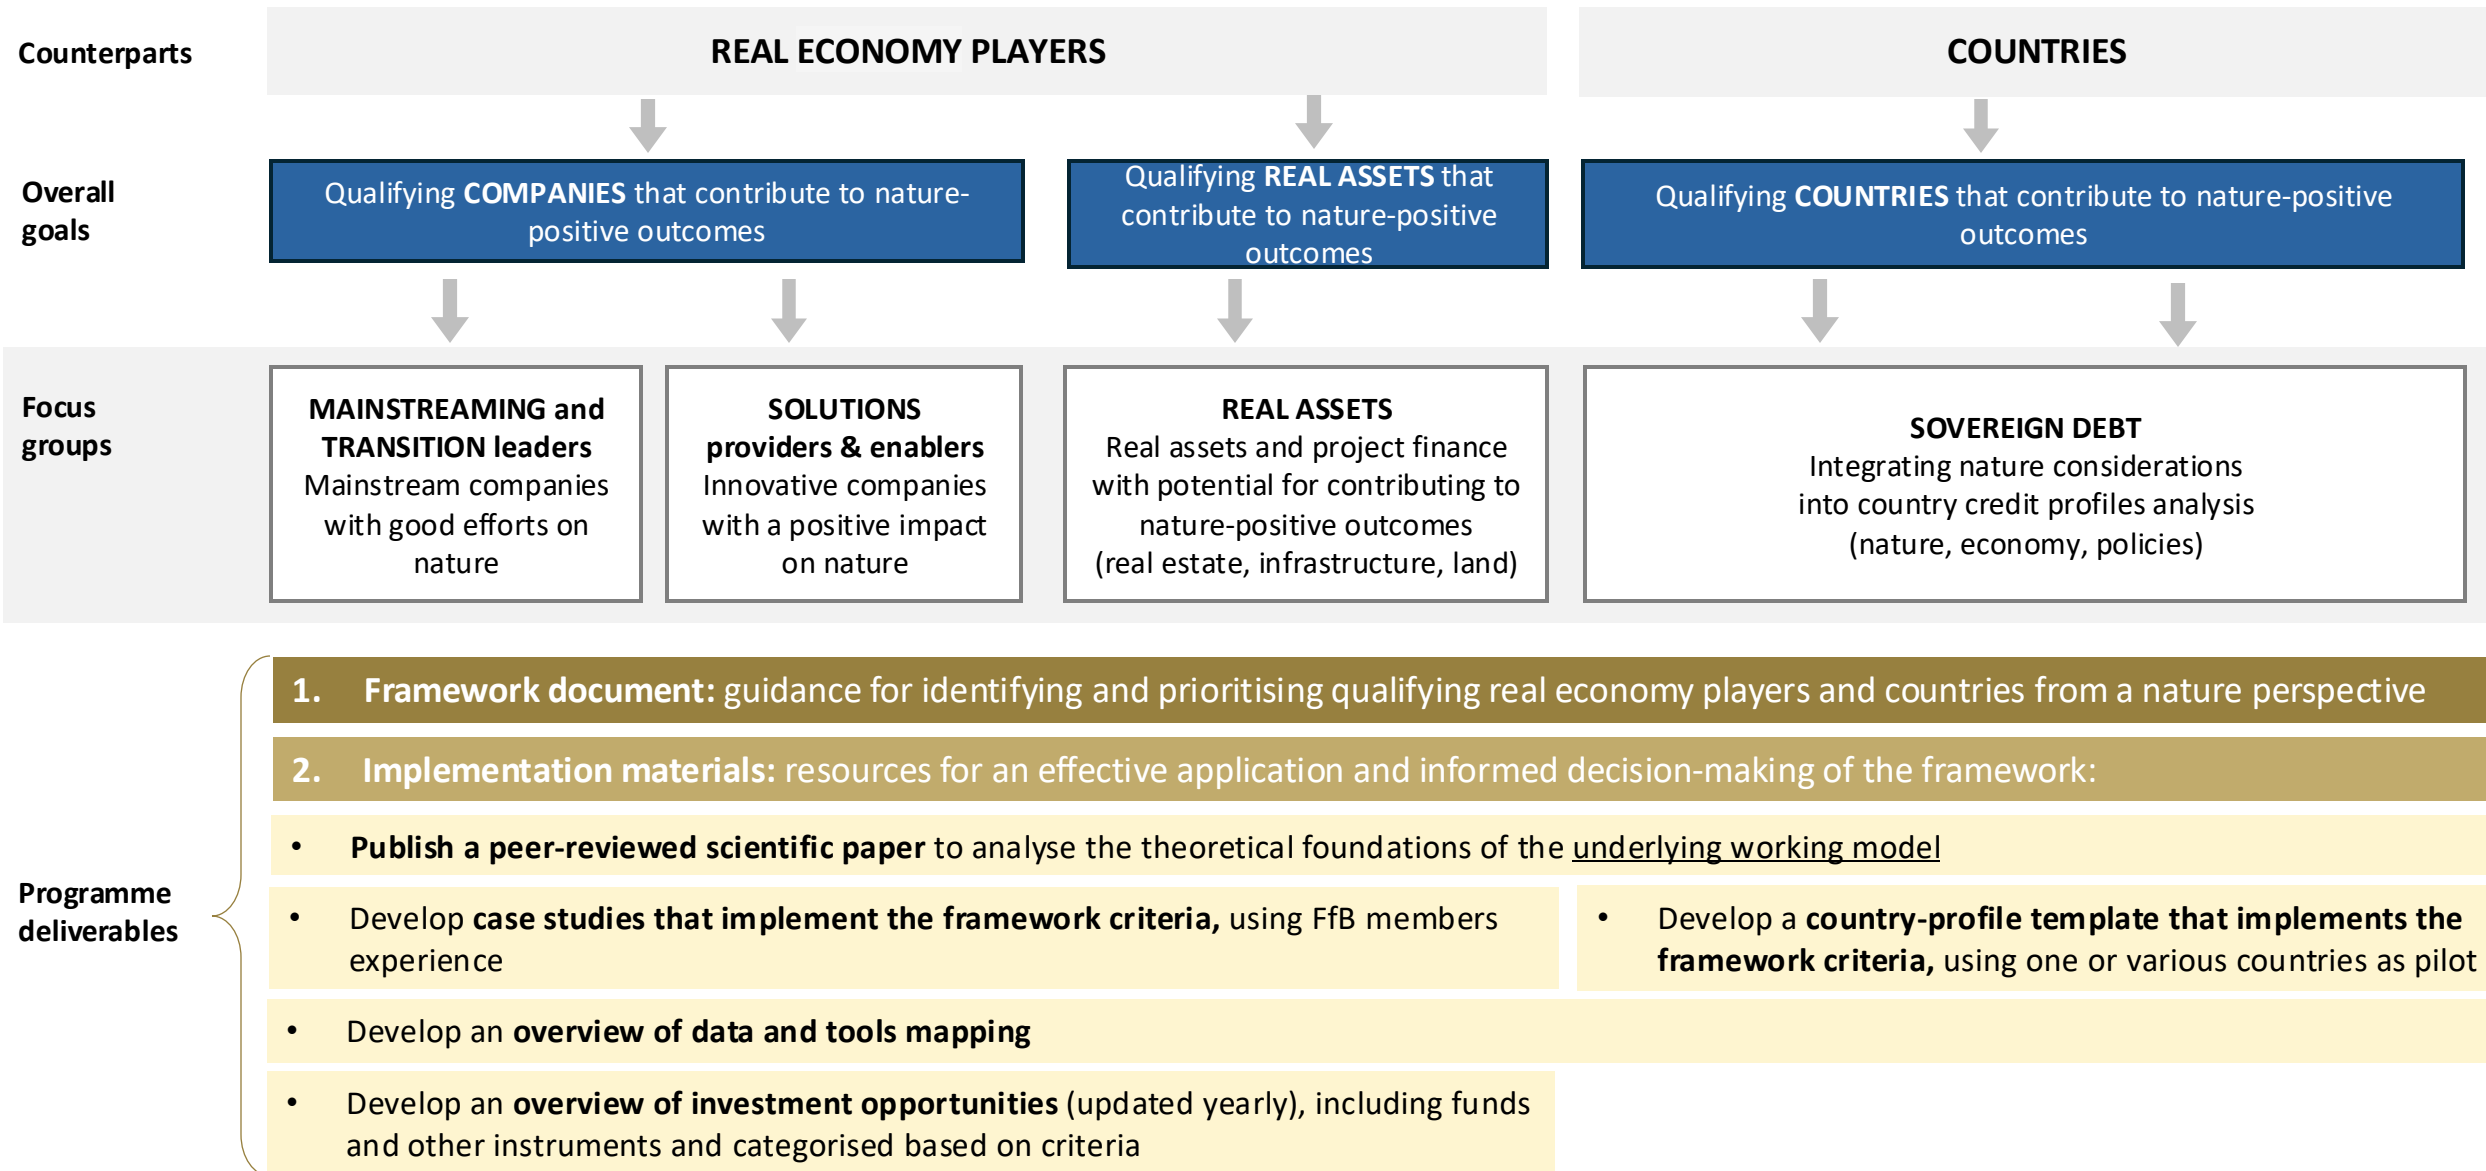 Counterparts
REAL ECONOMY PLAYERS
COUNTRIES
Overall
goals
Qualifying COMPANIES that contribute to nature-
positive outcomes
Qualifying REAL ASSETS that
contribute to nature-positive
outcomes
Qualifying COUNTRIES that contribute to nature-positive
outcomes
Focus
groups
MAINSTREAMING and
TRANSITION leaders
Mainstream companies
with good efforts on
nature
SOLUTIONS
providers & enablers
Innovative companies
with a positive impact
on nature
REAL ASSETS
Real assets and project finance
with potential for contributing to
nature-positive outcomes
(real estate, infrastructure, land)
SOVEREIGN DEBT
Integrating nature considerations
into country credit profiles analysis
(nature, economy, policies)
Programme
deliverables
1. Framework document: guidance for identifying and prioritising qualifying real economy players and countries from a nature perspective
2. Implementation materials: resources for an effective application and informed decision-making of the framework:
• Publish a peer-reviewed scientific paper to analyse the theoretical foundations of the underlying working model
• Develop case studies that implement the framework criteria, using FfB members
experience
• Develop a country-profile template that implements the
framework criteria, using one or various countries as pilot
• Develop an overview of data and tools mapping
• Develop an overview of investment opportunities (updated yearly), including funds
and other instruments and categorised based on criteria